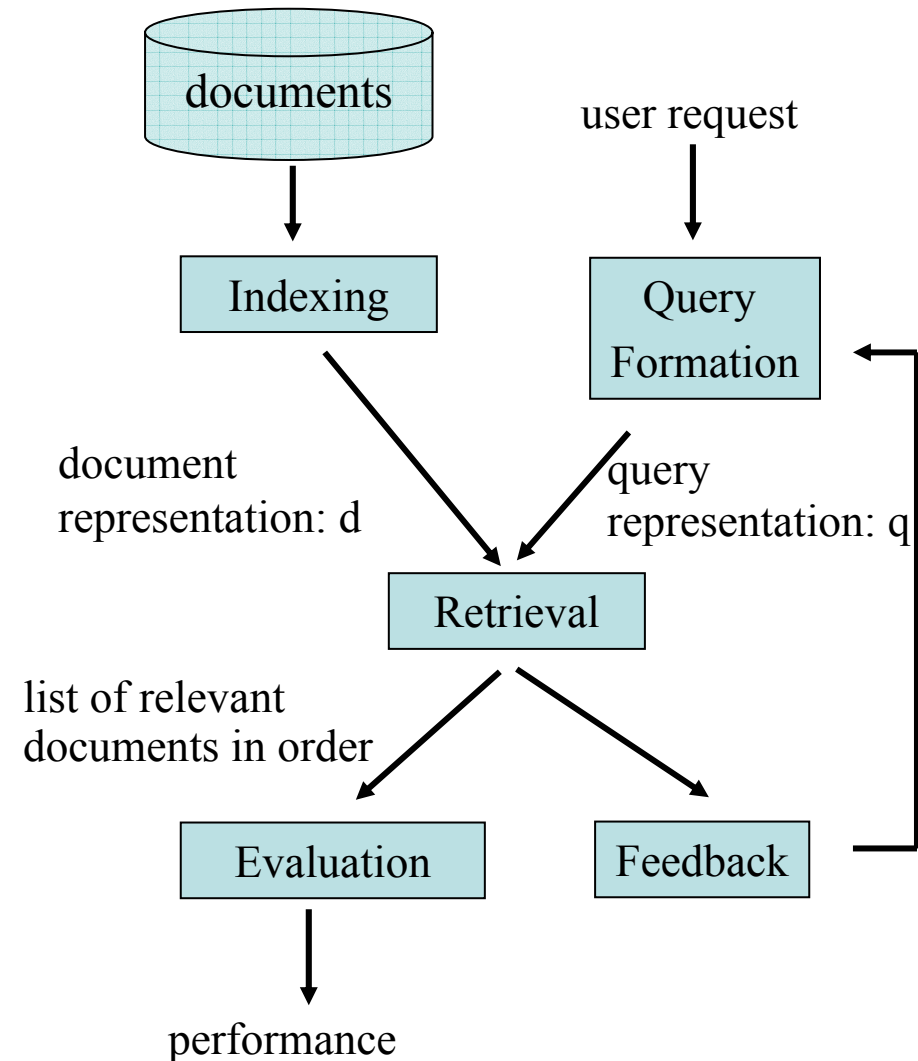 documents
user request
Indexing
Query
Formation
document
representation: d
query
representation: q
Retrieval
list of relevant
documents in order
Evaluation
Feedback
performance